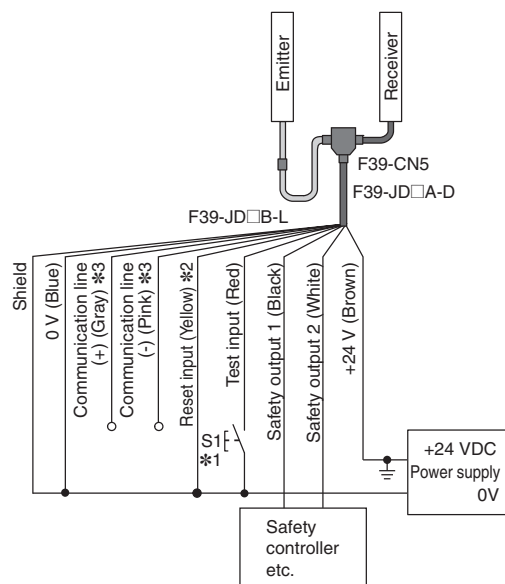 Emitter
Receiver
F39-CN5
F39-JD□A-D
F39-JD□B-L
Shield
0 V (Blue)
Communication line
(+) (Gray) *3
Communication line
(-) (Pink) *3
Reset input (Yellow) *2
Test input (Red)
Safety output 1 (Black)
Safety output 2 (White)
+24 V (Brown)
S1
*1
+24 VDC
Power supply
0V
Safety
controller
etc.